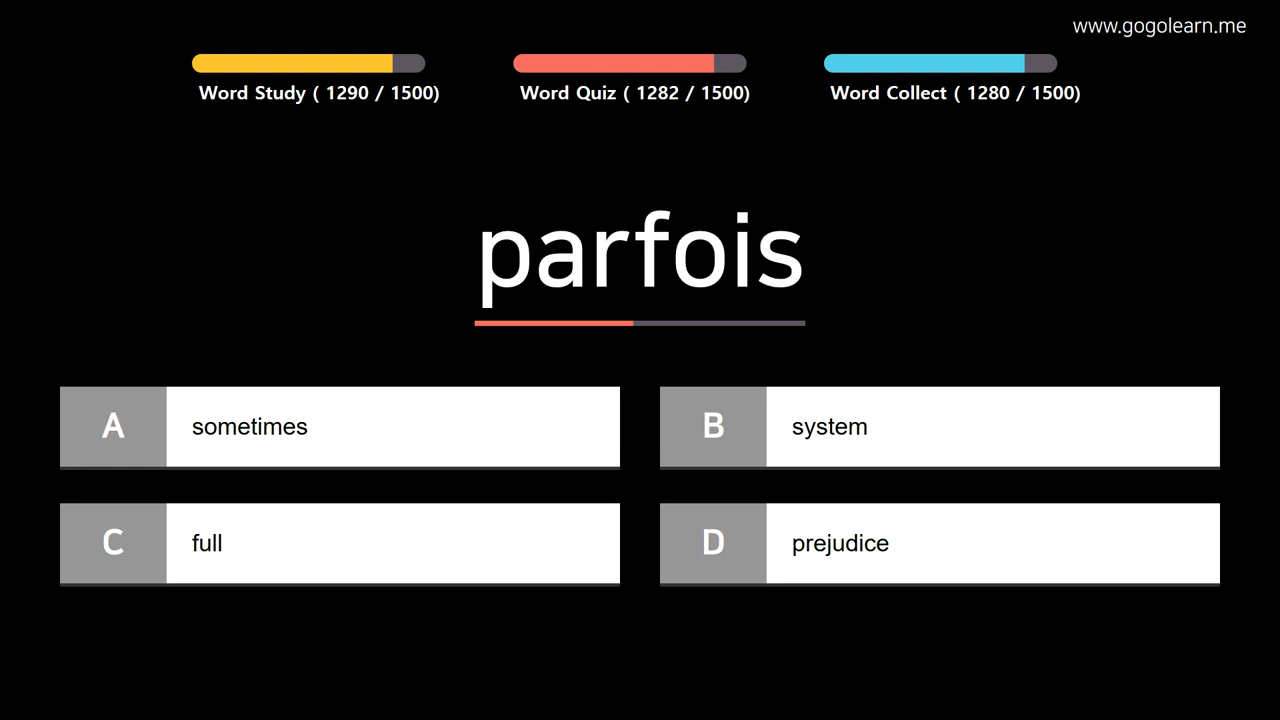 www.gogolearn.me
Word Study ( 1290 / 1500)
Word Quiz ( 1282 / 1500)
Word Collect ( 1280 / 1500)
parfois
A sometimes
B system
C full
D prejudice